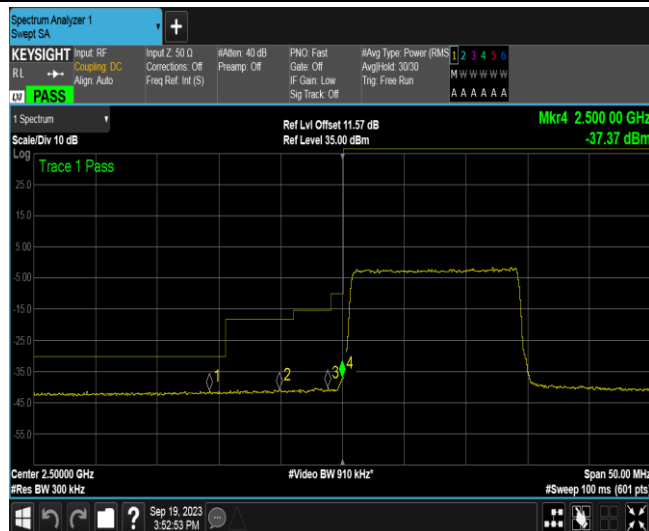 Spectrum Analyzer 1
Swept SA
KEYSIGHT
RL
LXI PASS
Input: RF
Coupling: DC
Align: Auto
Input Z: 50 Ω
Corrections: Off
Freq Ref: Int (S)
#Atten: 40 dB
Preamp: Off
PNO: Fast
Gate: Off
IF Gain: Low
Sig Track: Off
#Avg Type: Power (RMS
Avg|Hold: 30/30
Trig: Free Run
1 2 3 4 5 6
M W W W W W
A A A A A A
1 Spectrum
Scale/Div 10 dB
Ref Lvl Offset 11.57 dB
Ref Level 35.00 dBm
Mkr4 2.500 00 GHz
-37.37 dBm
Log
Trace 1 Pass
25.0
15.0
5.00
-5.00
-15.0
-25.0
-35.0
-45.0
-55.0
1
2
3
4
Center 2.50000 GHz
#Res BW 300 kHz
#Video BW 910 kHz*
Span 50.00 MHz
#Sweep 100 ms (601 pts)
?
Sep 19, 2023
3:52:53 PM